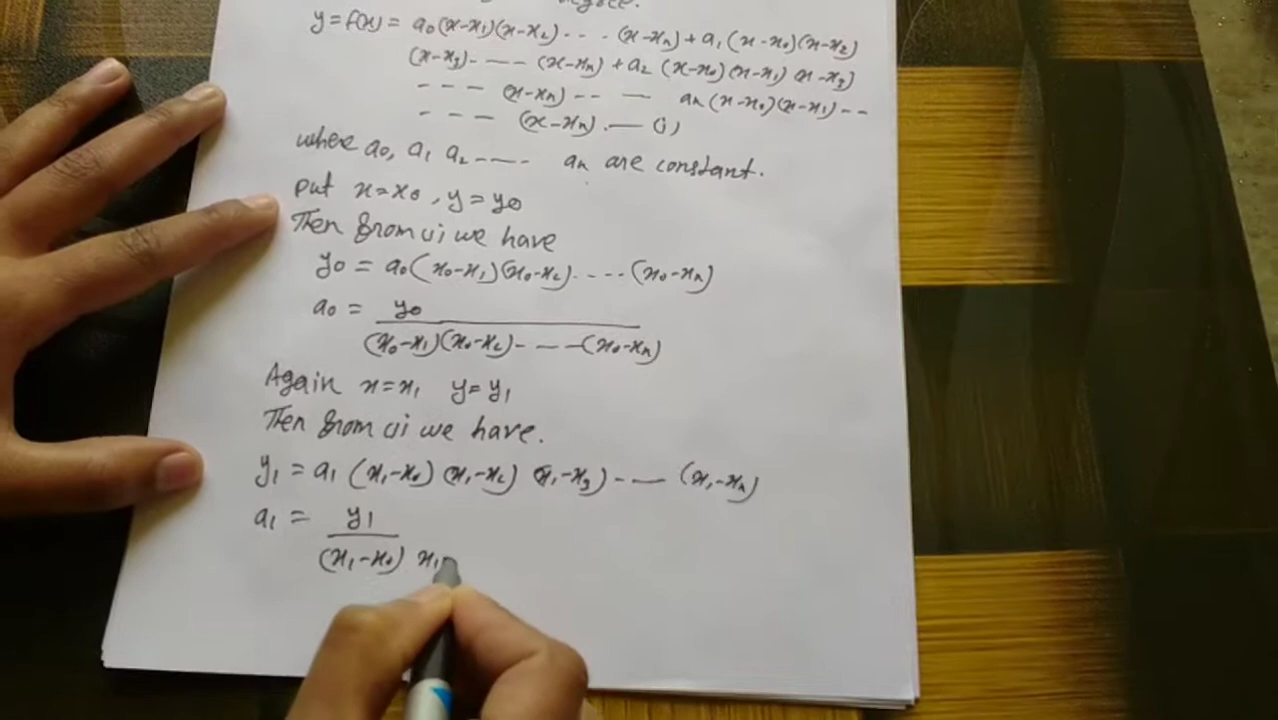 degree.
y = f(x) = a0 (x-x1)(x-x2) - - - (x-xn) + a1 (x-x0)(x-x2)
(x-x3) - --- (x-xn) + a2 (x-x0) (x-x1) (x-x3)
- - - (x-xn) -- — an (x-x0)(x-x1) --
- - - (x-xn) . — (i)
where a0, a1 a2 ---- an are constant.
put x = x0 , y = y0
Then from (i) we have
y0 = a0 (x0-x1)(x0-x2) - - - - (x0-xn)
a0 = y0
(x0-x1)(x0-x2) - — — (x0-xn)
Again x = x1 y = y1
Then from (i) we have.
y1 = a1 (x1-x0) (x1-x2) (x1-x3) - — (x1-xn)
a1 = y1
(x1-x0) x1